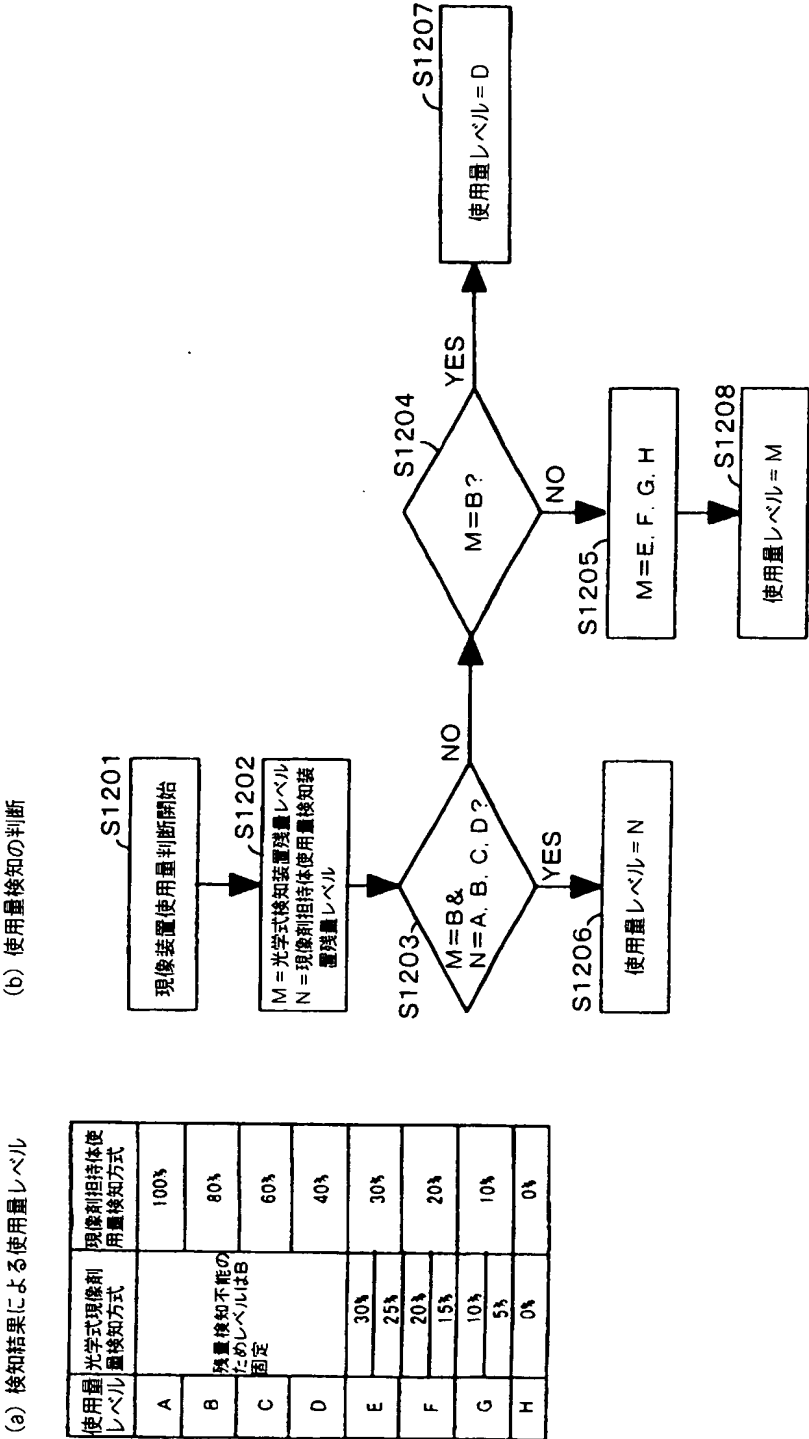 (a) 検知結果による使用量レベル
使用量
レベル
光学式現像剤
量検知方式
現像剤担持体使
用量検知方式
A
100%
B
80%
C
60%
D
40%
残量検知不能の
ためレベルはB
固定
E
30%
25%
30%
F
20%
15%
20%
G
10%
5%
10%
H
0%
0%
(b) 使用量検知の判断
S1201
現像装置使用量判断開始
S1202
M=光学式検知装置残量レベル
N=現像剤担持体使用量検知装
置残量レベル
S1203
M=B&
N=A, B, C, D?
NO
YES
S1206
使用量レベル=N
S1204
M=B?
YES
NO
S1207
使用量レベル=D
S1205
M=E, F, G, H
S1208
使用量レベル=M